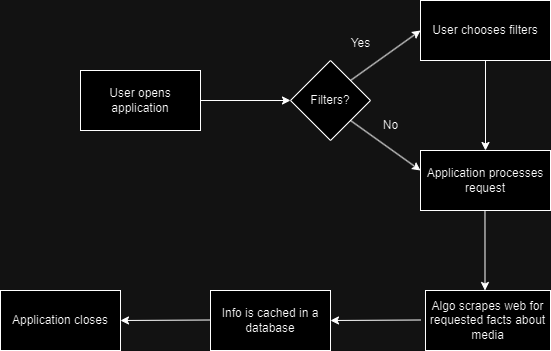 User chooses filters
Yes
User opens
application
Filters?
No
Application processes
request
Application closes
Info is cached in a
database
Algo scrapes web for
requested facts about
media